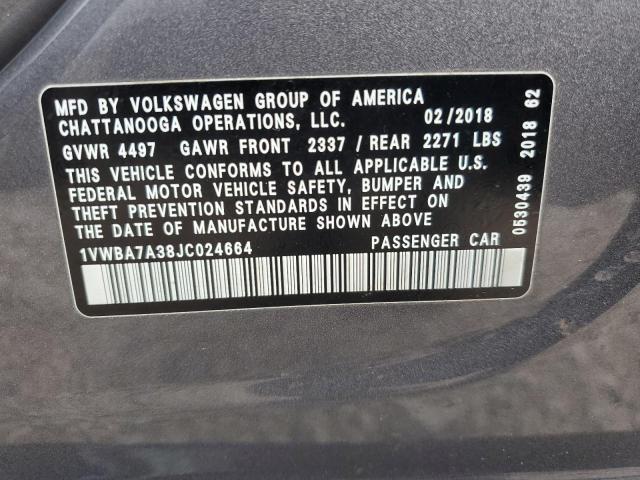 MFD BY VOLKSWAGEN GROUP OF AMERICA
CHATTANOOGA OPERATIONS, LLC. 02/2018
GVWR 4497 GAWR FRONT 2337 / REAR 2271 LBS
THIS VEHICLE CONFORMS TO ALL APPLICABLE U.S.
FEDERAL MOTOR VEHICLE SAFETY, BUMPER AND
THEFT PREVENTION STANDARDS IN EFFECT ON
THE DATE OF MANUFACTURE SHOWN ABOVE
1VWBA7A38JC024664 PASSENGER CAR
0530439 2018 62